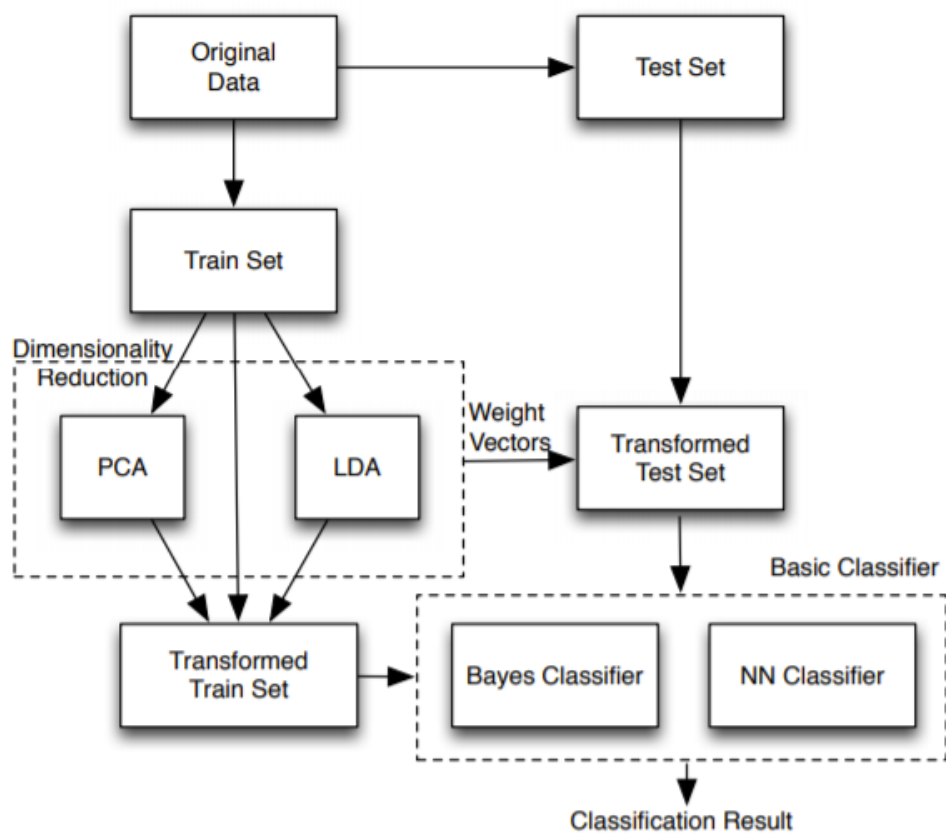 Original
Data
Test Set
Train Set
Dimensionality
Reduction
PCA
LDA
Weight
Vectors
Transformed
Test Set
Basic Classifier
Transformed
Train Set
Bayes Classifier
NN Classifier
Classification Result